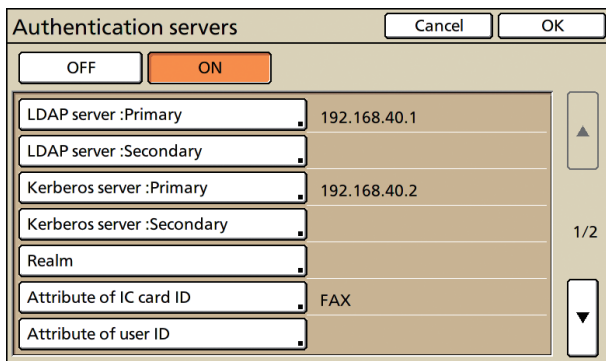 Authentication servers Cancel OK
OFF ON
LDAP server :Primary 192.168.40.1
LDAP server :Secondary
Kerberos server :Primary 192.168.40.2
Kerberos server :Secondary
1/2
Realm
Attribute of IC card ID FAX
Attribute of user ID